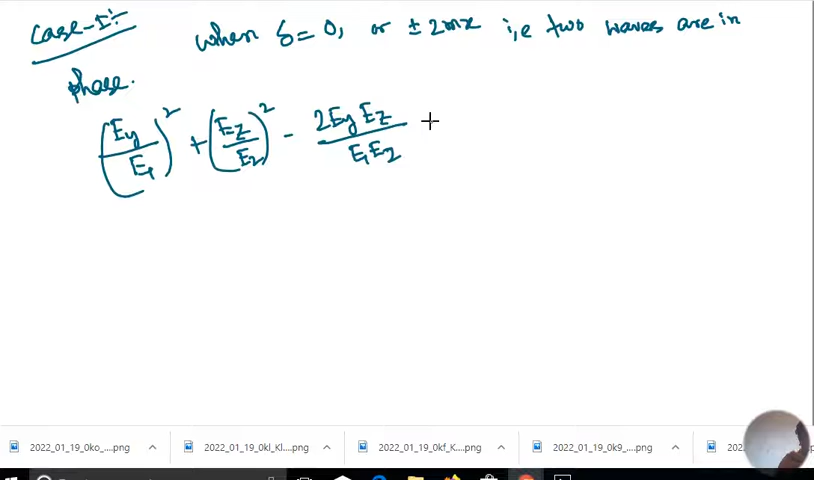 Case-I:- when δ = 0, or ± 2mπ i,e two waves are in
phase.
(Ey/E1)² + (Ez/E2)² - 2EyEz/E1E2
2022_01_19_0ko_....png 2022_01_19_0kl_Kl....png 2022_01_19_0kf_K....png 2022_01_19_0k9_....png 202